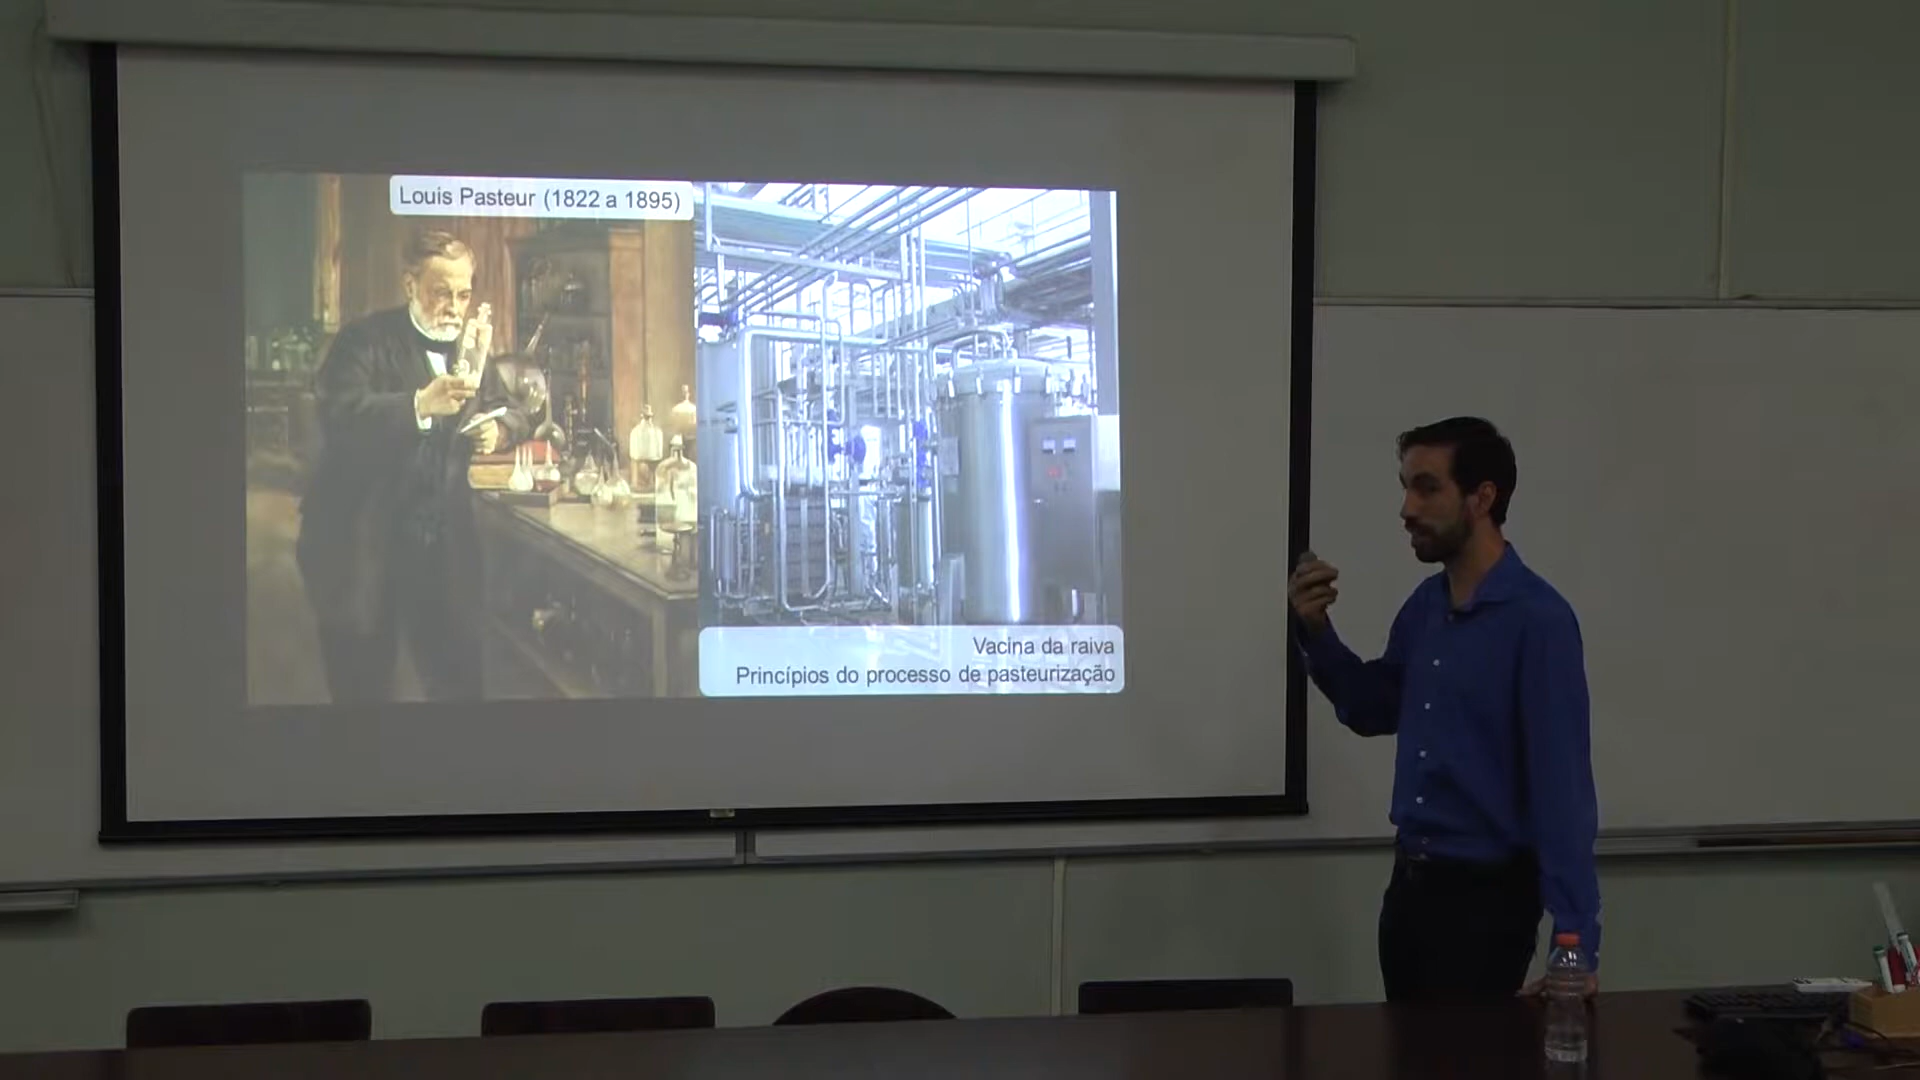 Louis Pasteur (1822 a 1895)
Vacina da raiva
Princípios do processo de pasteurização